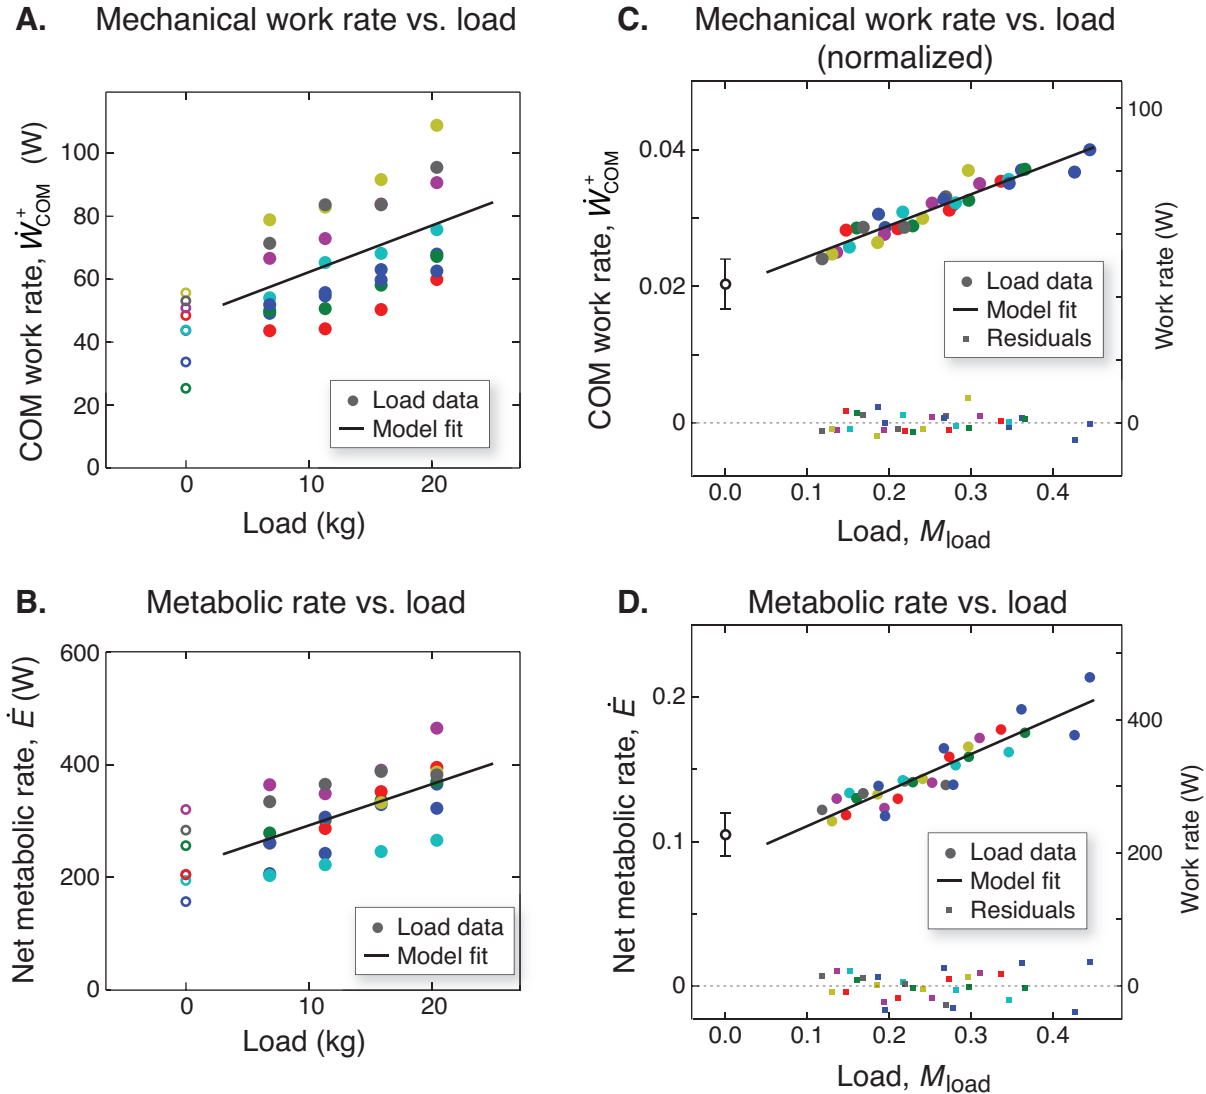 A. Mechanical work rate vs. load
COM work rate, Ẇ⁺COM (W)
100
80
60
40
20
0
Load data
Model fit
0 10 20
Load (kg)
B. Metabolic rate vs. load
Net metabolic rate, Ė (W)
600
400
200
0
Load data
Model fit
0 10 20
Load (kg)
C. Mechanical work rate vs. load
(normalized)
COM work rate, Ẇ⁺COM
0.04
0.02
0
100
0
Work rate (W)
Load data
Model fit
Residuals
0.0 0.1 0.2 0.3 0.4
Load, Mload
D. Metabolic rate vs. load
Net metabolic rate, Ė
0.2
0.1
0
400
200
0
Work rate (W)
Load data
Model fit
Residuals
0.0 0.1 0.2 0.3 0.4
Load, Mload